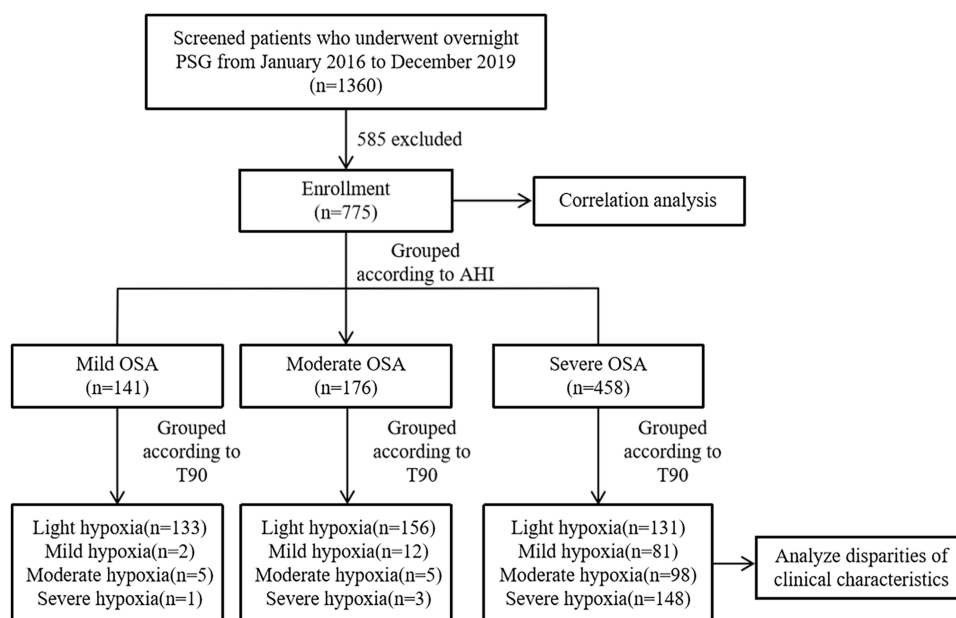 Screened patients who underwent overnight
PSG from January 2016 to December 2019
(n=1360)
585 excluded
Enrollment
(n=775)
Correlation analysis
Grouped
according to AHI
Mild OSA
(n=141)
Moderate OSA
(n=176)
Severe OSA
(n=458)
Grouped
according to
T90
Grouped
according to
T90
Grouped
according to
T90
Light hypoxia(n=133)
Mild hypoxia(n=2)
Moderate hypoxia(n=5)
Severe hypoxia(n=1)
Light hypoxia(n=156)
Mild hypoxia(n=12)
Moderate hypoxia(n=5)
Severe hypoxia(n=3)
Light hypoxia(n=131)
Mild hypoxia(n=81)
Moderate hypoxia(n=98)
Severe hypoxia(n=148)
Analyze disparities of
clinical characteristics